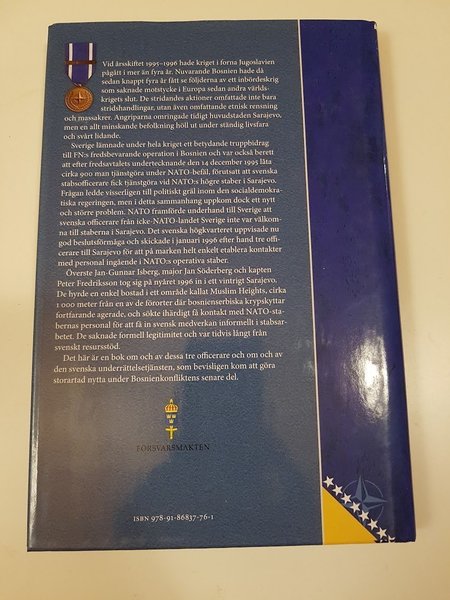 Vid årsskiftet 1995–1996 hade kriget i forna Jugoslavien
pågått i mer än fyra år. Nuvarande Bosnien hade då
sedan knappt fyra år fått se följderna av ett inbördeskrig
som saknade motstycke i Europa sedan andra världs-
krigets slut. De stridandes aktioner omfattade inte bara
stridshandlingar, utan även omfattande etnisk rensning
och massakrer. Angriparna omringade tidigt huvudstaden Sarajevo,
men en allt minskande befolkning höll ut under ständig livsfara
och svårt lidande.
Sverige lämnade under hela kriget ett betydande truppbidrag
till FN:s fredsbevarande operation i Bosnien och var också berett
att efter fredsavtalets undertecknande den 14 december 1995 låta
cirka 900 man tjänstgöra under NATO-befäl, förutsatt att svenska
stabsofficerare fick tjänstgöra vid NATO:s högre staber i Sarajevo.
Frågan ledde visserligen till politiskt gräl inom den socialdemokra-
tiska regeringen, men i detta sammanhang uppkom dock ett nytt
och större problem. NATO framförde underhand till Sverige att
svenska officerare från icke-NATO-landet Sverige inte var välkom-
na till staberna i Sarajevo. Det svenska högkvarteret uppvisade nu
god beslutsförmåga och skickade i januari 1996 efter hand tre offi-
cerare till Sarajevo för att på marken helt enkelt etablera kontakter
med personal ingående i NATO:s operativa staber.
Överste Jan-Gunnar Isberg, major Jan Söderberg och kapten
Peter Fredriksson tog sig på nyåret 1996 in i ett vintrigt Sarajevo.
De hyrde en enkel bostad i ett område kallat Muslim Heights, cirka
1 000 meter från en av de förorter där bosnienserbiska krypskyttar
fortfarande agerade, och sökte ihärdigt få kontakt med NATO-sta-
bernas personal för att få in svensk medverkan informellt i stabsar-
betet. De saknade formell legitimitet och var tidvis långt från
svenskt resursstöd.
Det här är en bok om och av dessa tre officerare och om och av
den svenska underrättelsetjänsten, som bevisligen kom att göra
storartad nytta under Bosnienkonfliktens senare del.
FÖRSVARSMAKTEN
ISBN 978-91-86837-76-1